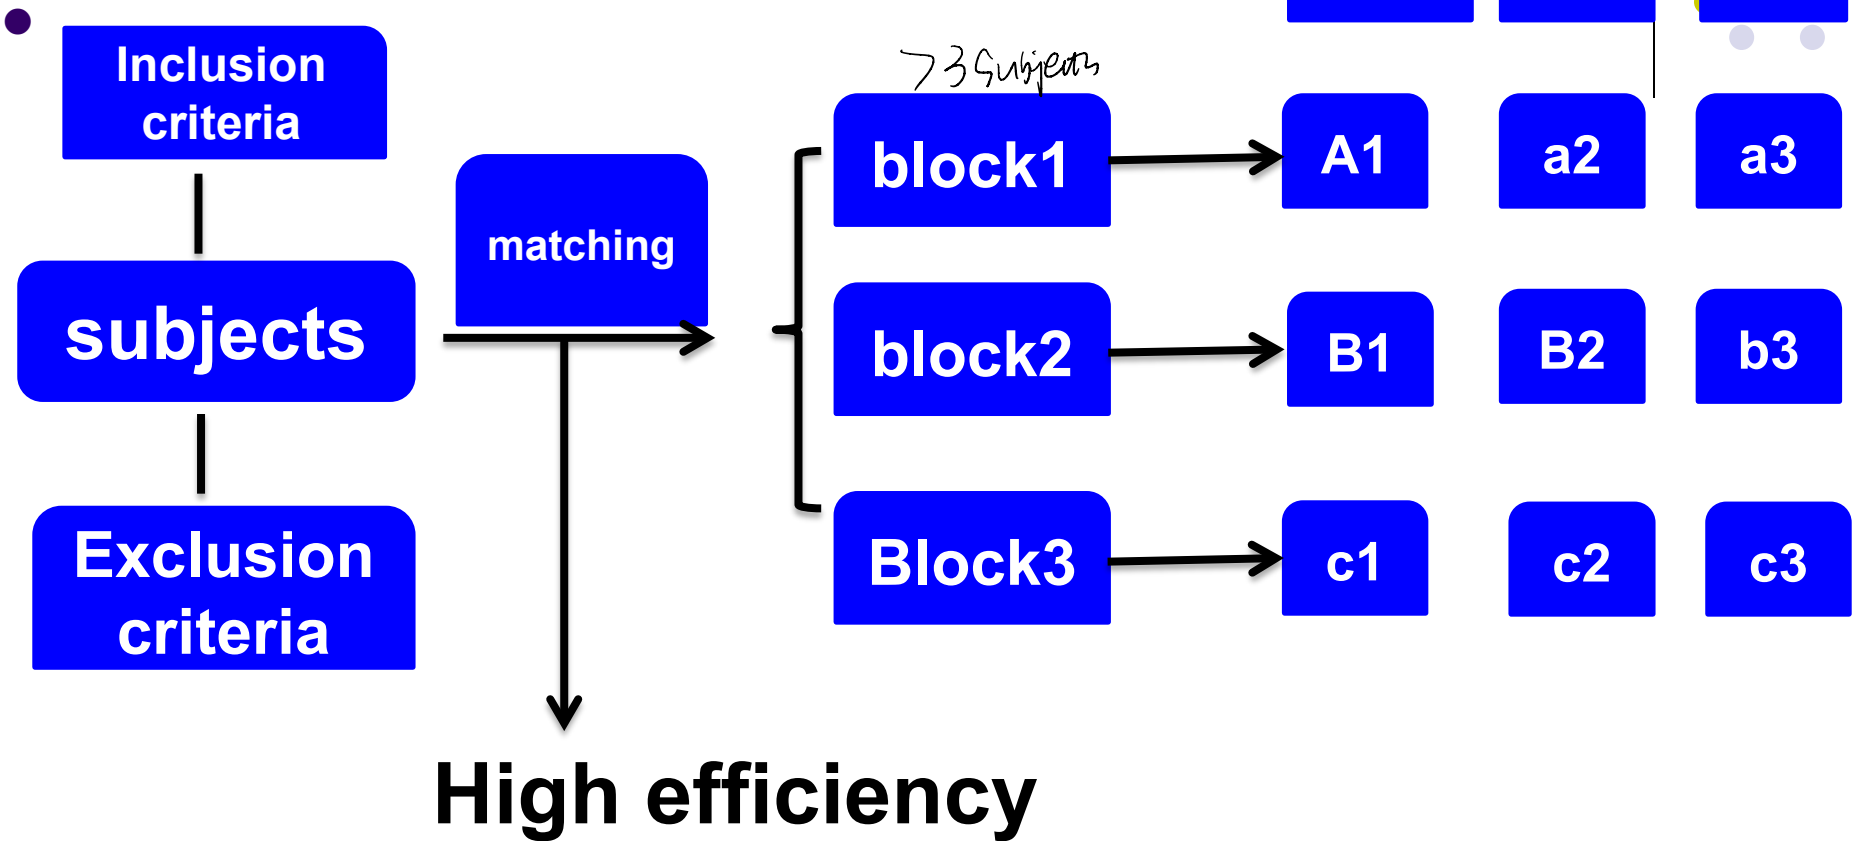 Inclusion
criteria
subjects
Exclusion
criteria
matching
High efficiency
>3 Subjects
block1
A1
a2
a3
block2
B1
B2
b3
Block3
c1
c2
c3